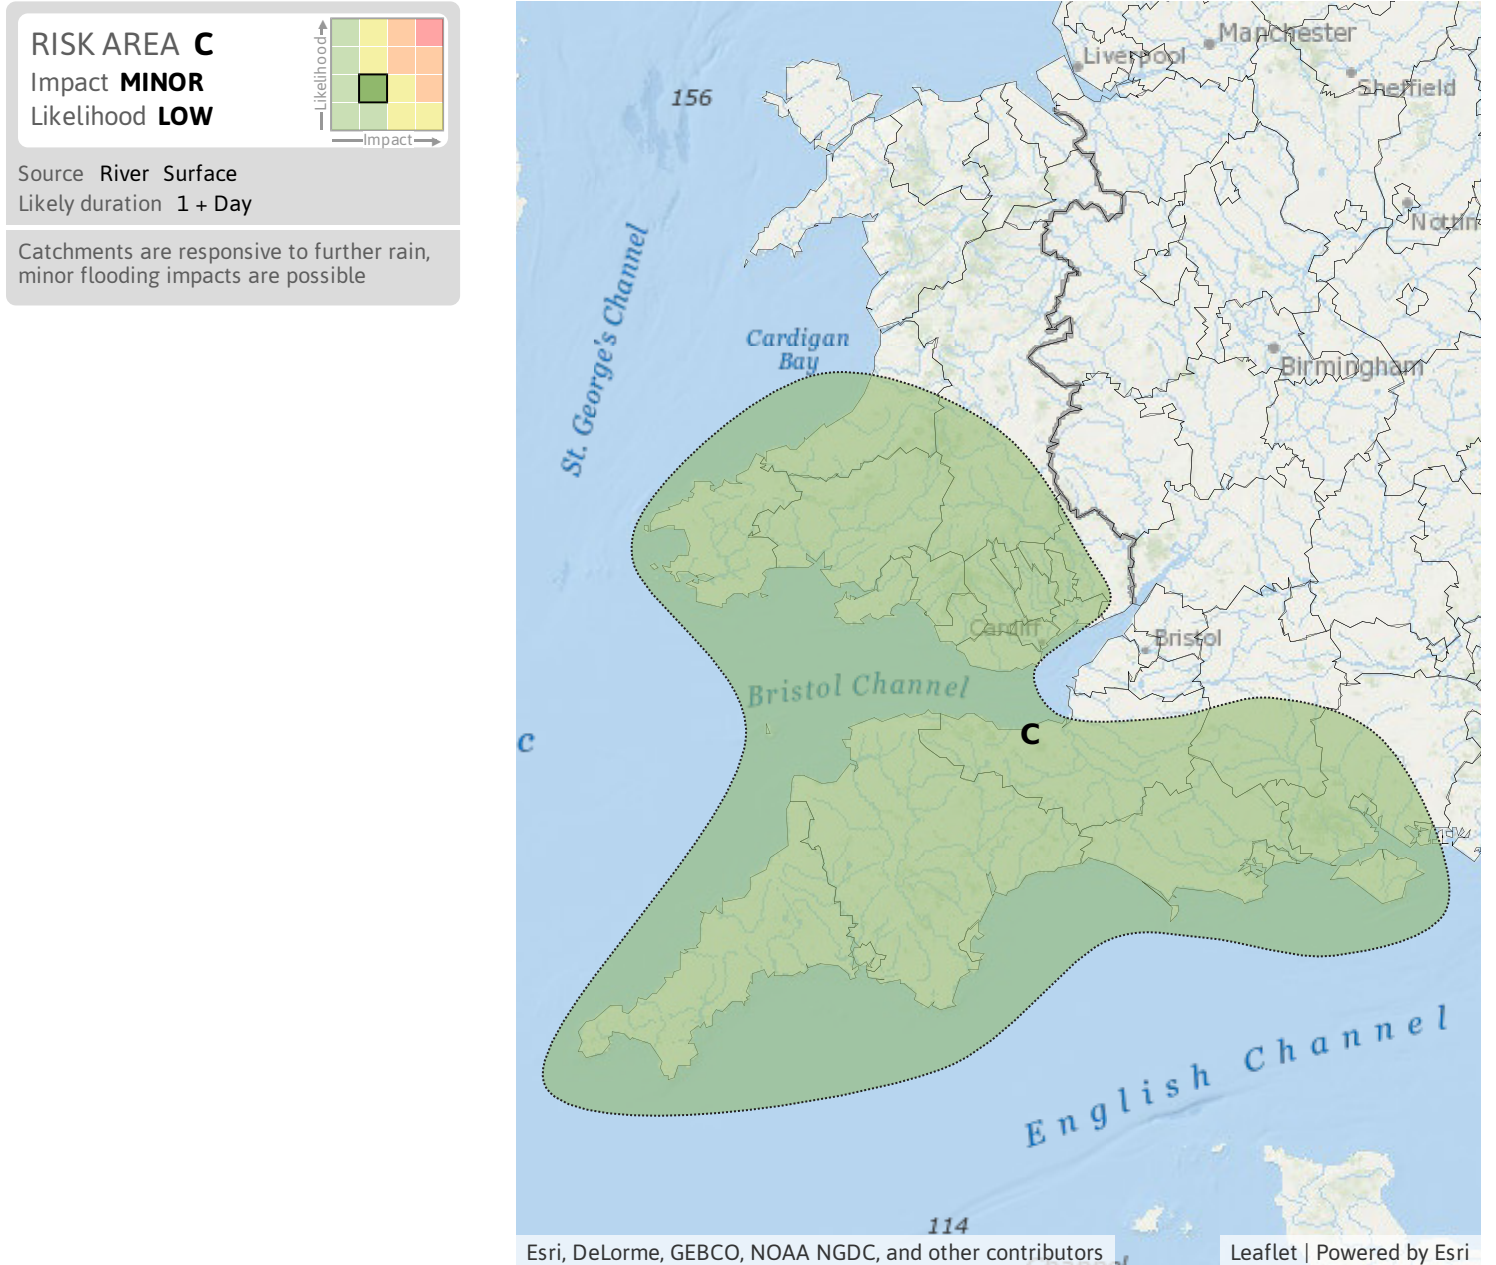 RISK AREA C
Impact MINOR
Likelihood LOW
Likelihood
Impact
Source River Surface
Likely duration 1 + Day
Catchments are responsive to further rain,
minor flooding impacts are possible
Manchester
Liverpool
Sheffield
156
Nottin
St. George's Channel
Cardigan
Bay
Birmingham
Cardiff
Bristol
Bristol Channel
C
c
English Channel
114
Channel
Esri, DeLorme, GEBCO, NOAA NGDC, and other contributors
Leaflet | Powered by Esri